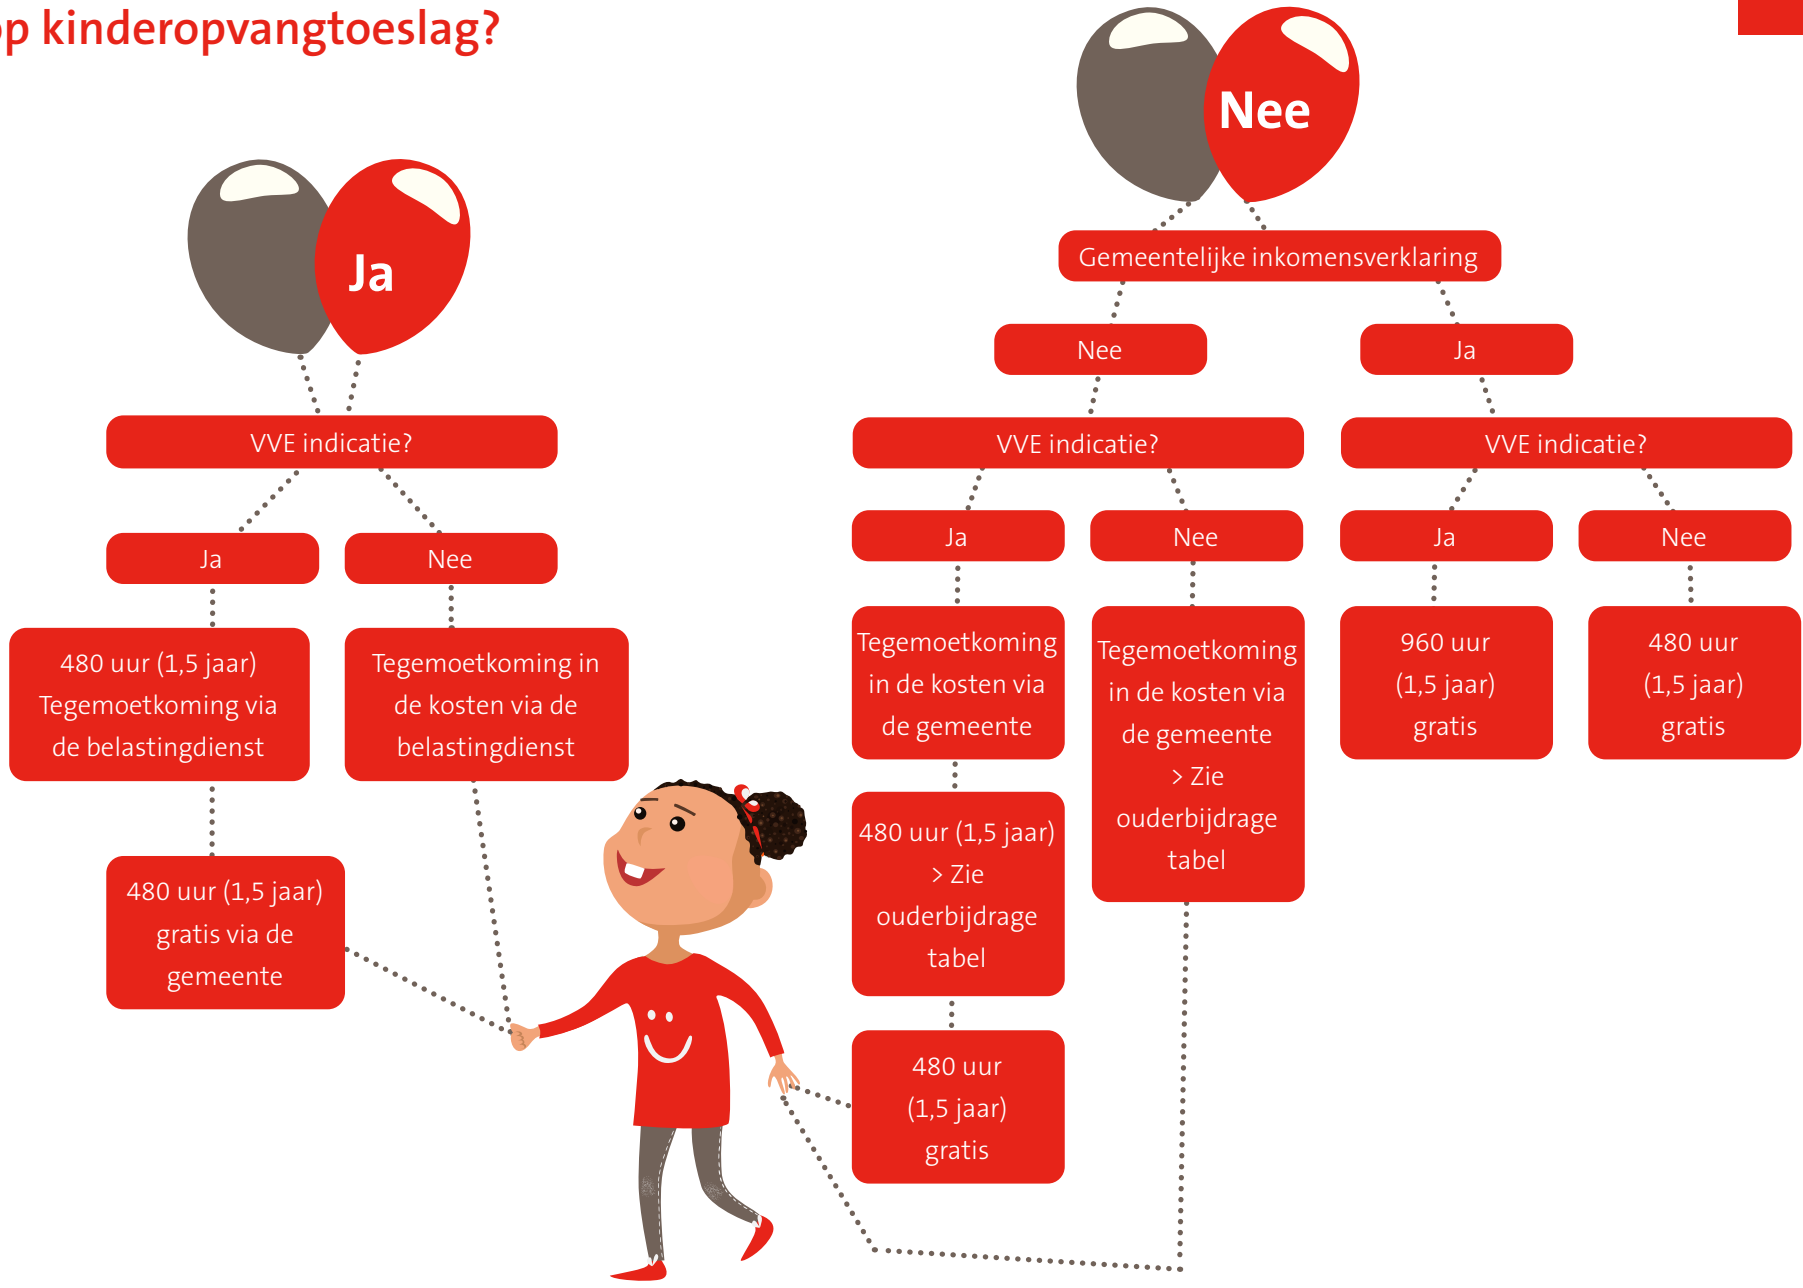 op kinderopvangtoeslag?
Ja
VVE indicatie?
Ja
Nee
480 uur (1,5 jaar)
Tegemoetkoming via
de belastingdienst
Tegemoetkoming in
de kosten via de
belastingdienst
480 uur (1,5 jaar)
gratis via de
gemeente
Nee
Gemeentelijke inkomensverklaring
Nee
Ja
VVE indicatie?
VVE indicatie?
Ja
Nee
Ja
Nee
Tegemoetkoming
in de kosten via
de gemeente
480 uur (1,5 jaar)
> Zie
ouderbijdrage
tabel
480 uur
(1,5 jaar)
gratis
Tegemoetkoming
in de kosten via
de gemeente
> Zie
ouderbijdrage
tabel
960 uur
(1,5 jaar)
gratis
480 uur
(1,5 jaar)
gratis